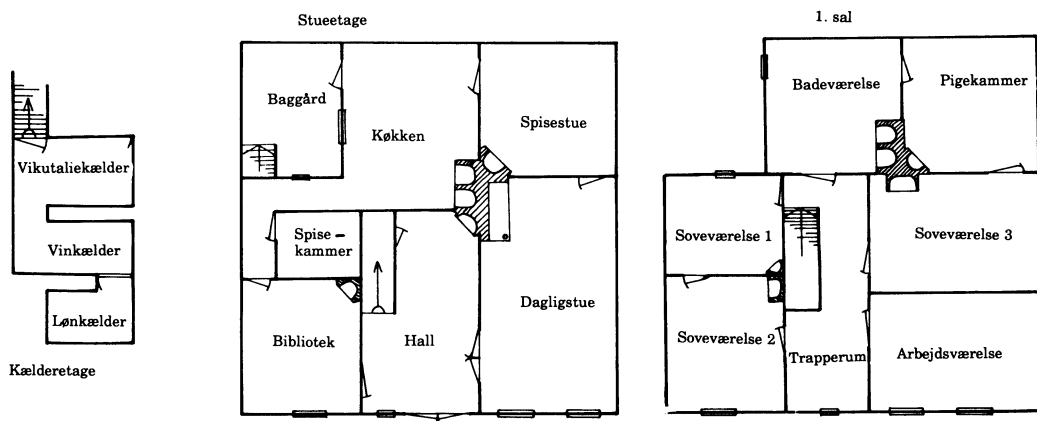 Vikutaliekælder
Vinkælder
Lønkælder
Kælderetage
Stueetage
Baggård
Køkken
Spisestue
Spise –
kammer
Dagligstue
Bibliotek
Hall
1. sal
Badeværelse
Pigekammer
Soveværelse 1
Soveværelse 3
Soveværelse 2
Trapperum
Arbejdsværelse